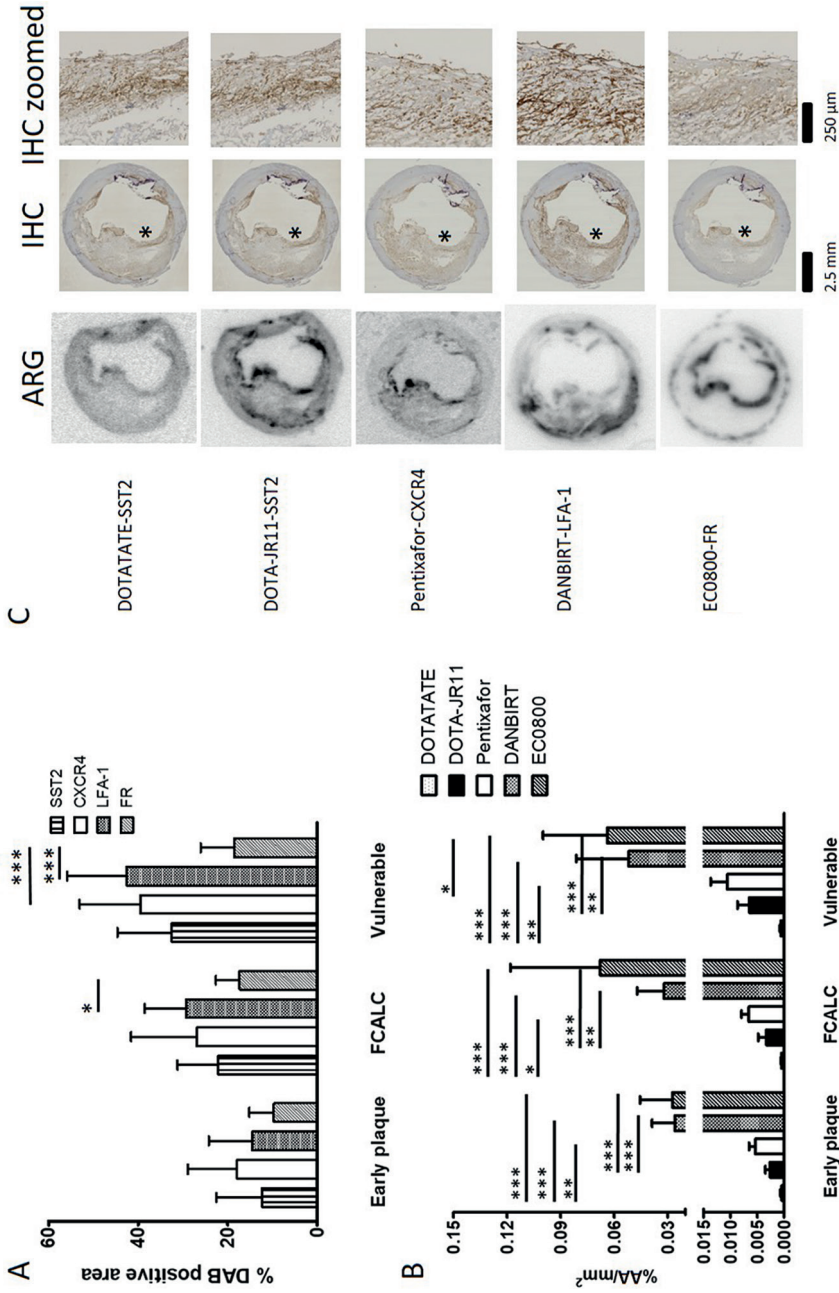 A
% DAB positive area
60
40
20
0
SST2
CXCR4
LFA-1
FR
*
***
***
Early plaque
FCALC
Vulnerable
B
%AA/mm²
0.15
0.12
0.09
0.06
0.03
0.015
0.010
0.005
0.000
DOTATATE
DOTA-JR11
Pentixafor
DANBIRT
EC0800
***
***
**
***
***
***
***
*
***
**
*
***
***
**
***
**
Early plaque
FCALC
Vulnerable
C
ARG
IHC
IHC zoomed
DOTATATE-SST2
*
DOTA-JR11-SST2
*
Pentixafor-CXCR4
*
DANBIRT-LFA-1
*
EC0800-FR
*
2.5 mm
250 µm